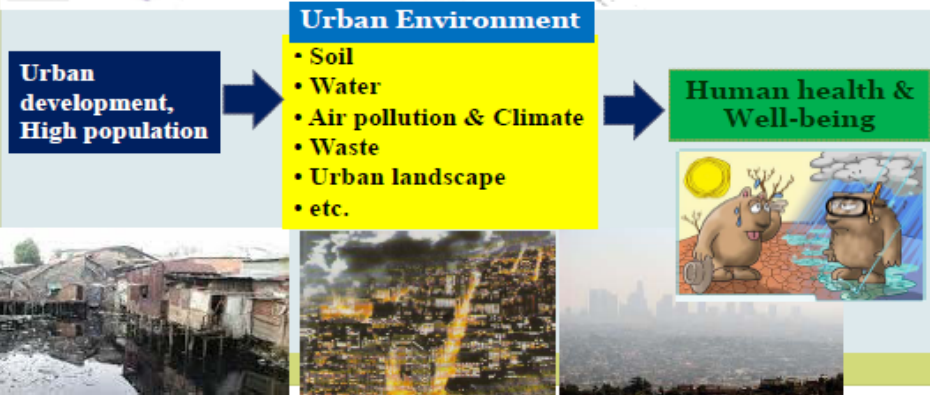 Urban Environment
Urban
development,
High population
• Soil
• Water
• Air pollution & Climate
• Waste
• Urban landscape
• etc.
Human health &
Well-being